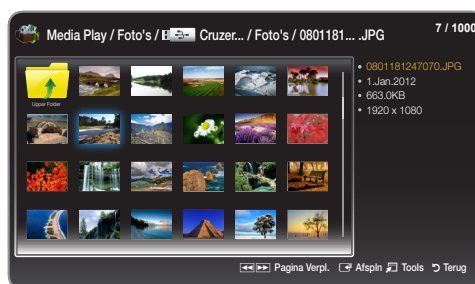 Media Play / Foto's / Cruzer... / Foto's / 0801181... .JPG
7 / 1000
Upper Folder
• 0801181247070.JPG
• 1.Jan.2012
• 663.0KB
• 1920 x 1080
Pagina Verpl. Afspln Tools Terug